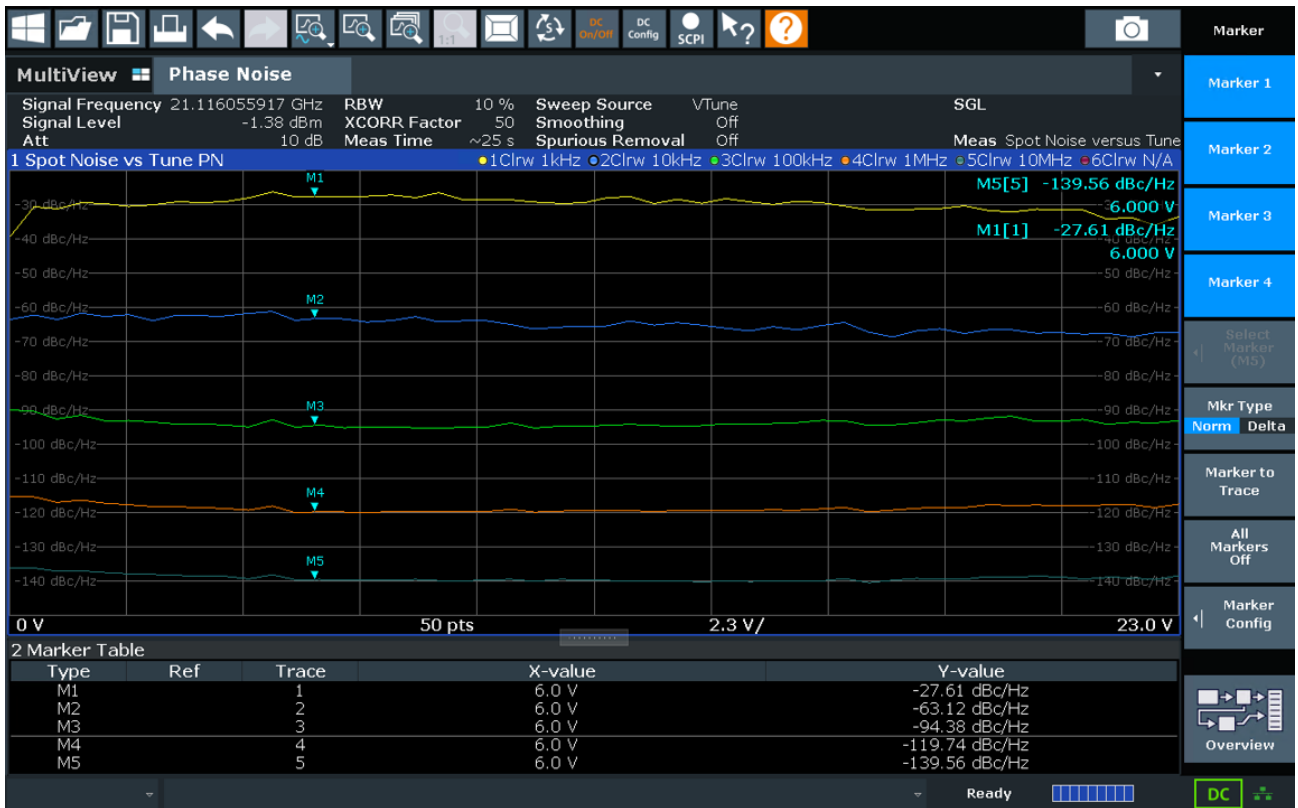 1:1
DC On/Off
DC Config
SCPI
?
?
Marker
MultiView
Phase Noise
Signal Frequency 21.116055917 GHz RBW 10 % Sweep Source VTune SGL
Signal Level -1.38 dBm XCORR Factor 50 Smoothing Off
Att 10 dB Meas Time ~25 s Spurious Removal Off Meas Spot Noise versus Tune
1 Spot Noise vs Tune PN 1Clrw 1kHz 2Clrw 10kHz 3Clrw 100kHz 4Clrw 1MHz 5Clrw 10MHz 6Clrw N/A
M1 M5[5] -139.56 dBc/Hz
-30 dBc/Hz 6.000 V
M1[1] -27.61 dBc/Hz
-40 dBc/Hz -40 dBc/Hz
6.000 V
-50 dBc/Hz -50 dBc/Hz
M2
-60 dBc/Hz -60 dBc/Hz
-70 dBc/Hz -70 dBc/Hz
-80 dBc/Hz -80 dBc/Hz
M3
-90 dBc/Hz -90 dBc/Hz
-100 dBc/Hz -100 dBc/Hz
-110 dBc/Hz -110 dBc/Hz
M4
-120 dBc/Hz -120 dBc/Hz
-130 dBc/Hz -130 dBc/Hz
M5
-140 dBc/Hz -140 dBc/Hz
0 V 50 pts 2.3 V/ 23.0 V
2 Marker Table
Type Ref Trace X-value Y-value
M1 1 6.0 V -27.61 dBc/Hz
M2 2 6.0 V -63.12 dBc/Hz
M3 3 6.0 V -94.38 dBc/Hz
M4 4 6.0 V -119.74 dBc/Hz
M5 5 6.0 V -139.56 dBc/Hz
Ready
DC
Marker 1
Marker 2
Marker 3
Marker 4
Select
Marker
(M5)
Mkr Type
Norm Delta
Marker to
Trace
All
Markers
Off
Marker
Config
Overview